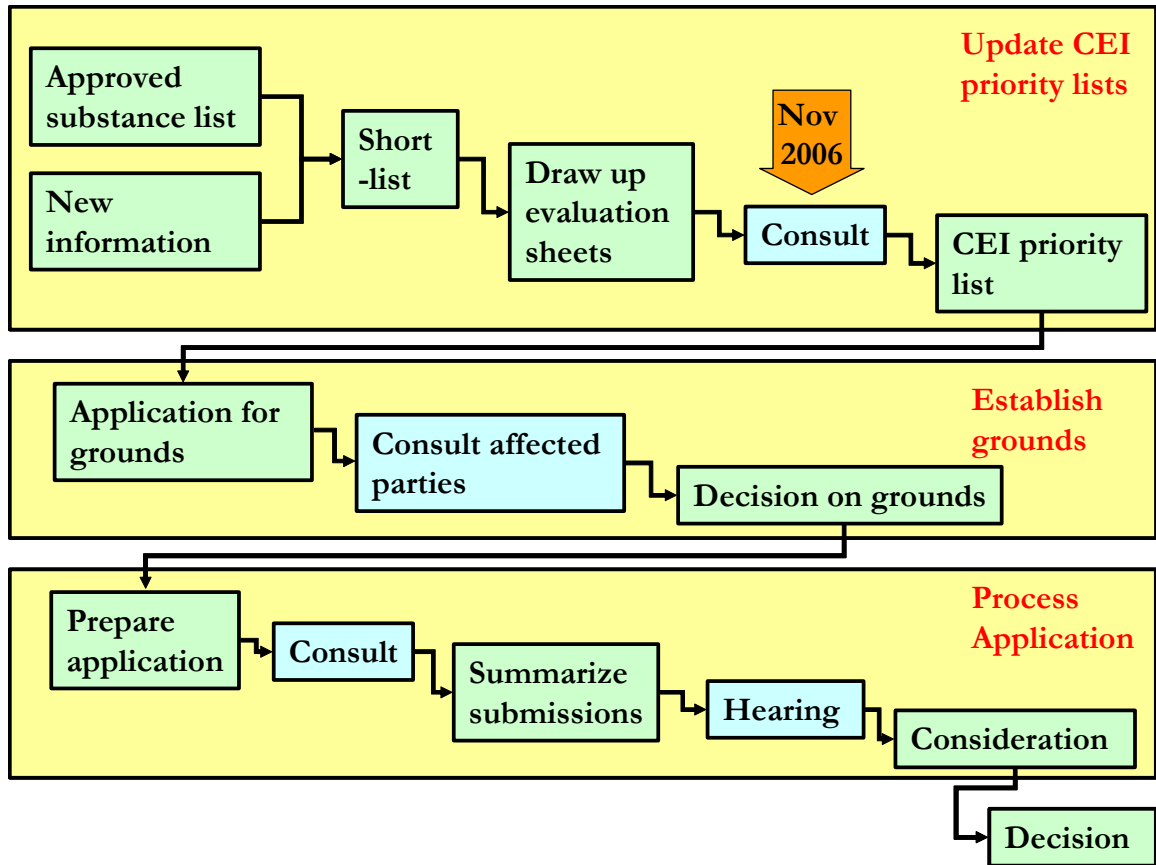 Update CEI
priority lists
Approved
substance list
New
information
Short
-list
Draw up
evaluation
sheets
Nov
2006
Consult
CEI priority
list
Establish
grounds
Application for
grounds
Consult affected
parties
Decision on grounds
Process
Application
Prepare
application
Consult
Summarize
submissions
Hearing
Consideration
Decision